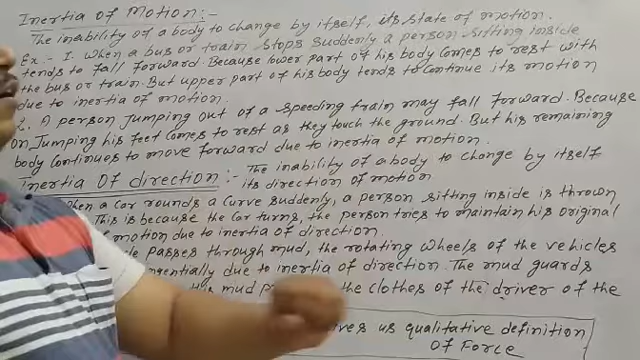 Inertia of Motion:-
The inability of a body to change by itself, its state of motion.
Ex.- 1. When a bus or train stops suddenly a person sitting inside
tends to fall forward. Because lower part of his body comes to rest with
the bus or train. But upper part of his body tends to continue its motion
due to inertia of motion.
2. A person jumping out of a speeding train may fall forward. Because
on Jumping his feet comes to rest as they touch the ground. But his remaining
body continues to move forward due to inertia of motion.
Inertia of direction:- The inability of a body to change by itself
its direction of motion
When a car rounds a curve suddenly, a person sitting inside is thrown
This is because the car turns, the person tries to maintain his original
motion due to inertia of direction.
passes through mud, the rotating wheels of the vehicles
due to inertia of direction. The mud guards
this mud the clothes of the driver of the
us qualitative definition
of Force